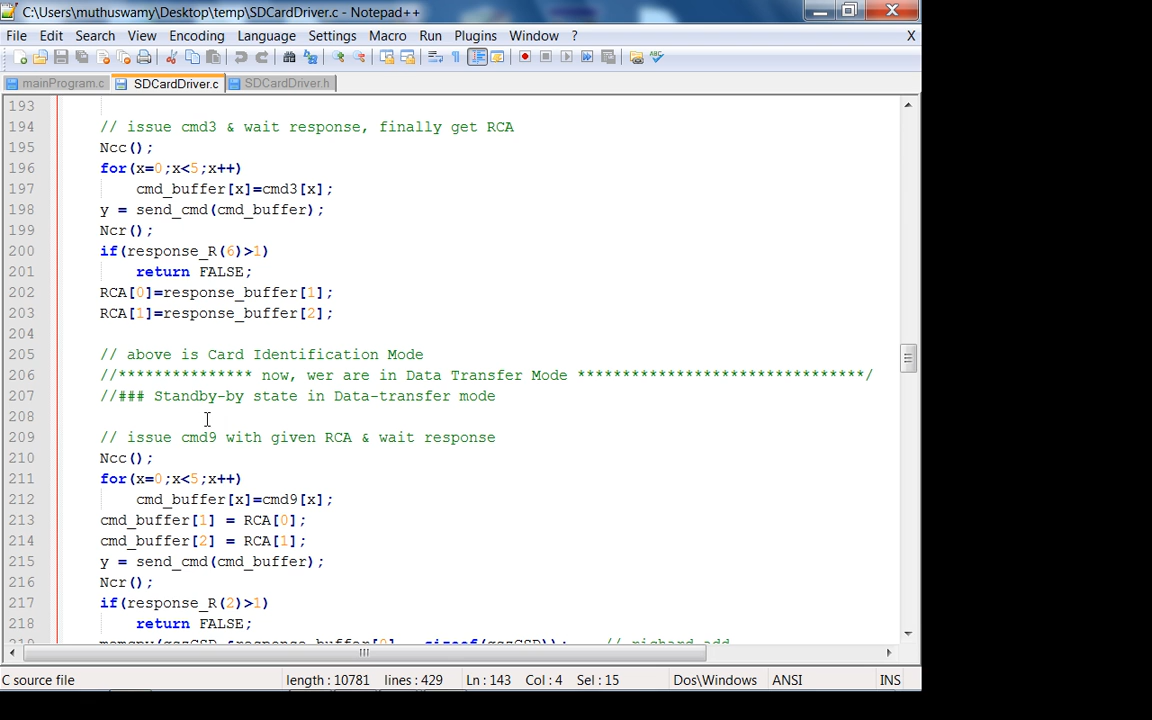 C:\Users\muthuswamy\Desktop\temp\SDCardDriver.c - Notepad++
File Edit Search View Encoding Language Settings Macro Run Plugins Window ? X
mainProgram.c SDCardDriver.c SDCardDriver.h
193
194 // issue cmd3 & wait response, finally get RCA
195 Ncc();
196 for(x=0;x<5;x++)
197 cmd_buffer[x]=cmd3[x];
198 y = send_cmd(cmd_buffer);
199 Ncr();
200 if(response_R(6)>1)
201 return FALSE;
202 RCA[0]=response_buffer[1];
203 RCA[1]=response_buffer[2];
204
205 // above is Card Identification Mode
206 //*************** now, wer are in Data Transfer Mode ********************************/
207 //### Standby-by state in Data-transfer mode
208
209 // issue cmd9 with given RCA & wait response
210 Ncc();
211 for(x=0;x<5;x++)
212 cmd_buffer[x]=cmd9[x];
213 cmd_buffer[1] = RCA[0];
214 cmd_buffer[2] = RCA[1];
215 y = send_cmd(cmd_buffer);
216 Ncr();
217 if(response_R(2)>1)
218 return FALSE;
C source file length : 10781 lines : 429 Ln : 143 Col : 4 Sel : 15 Dos\Windows ANSI INS